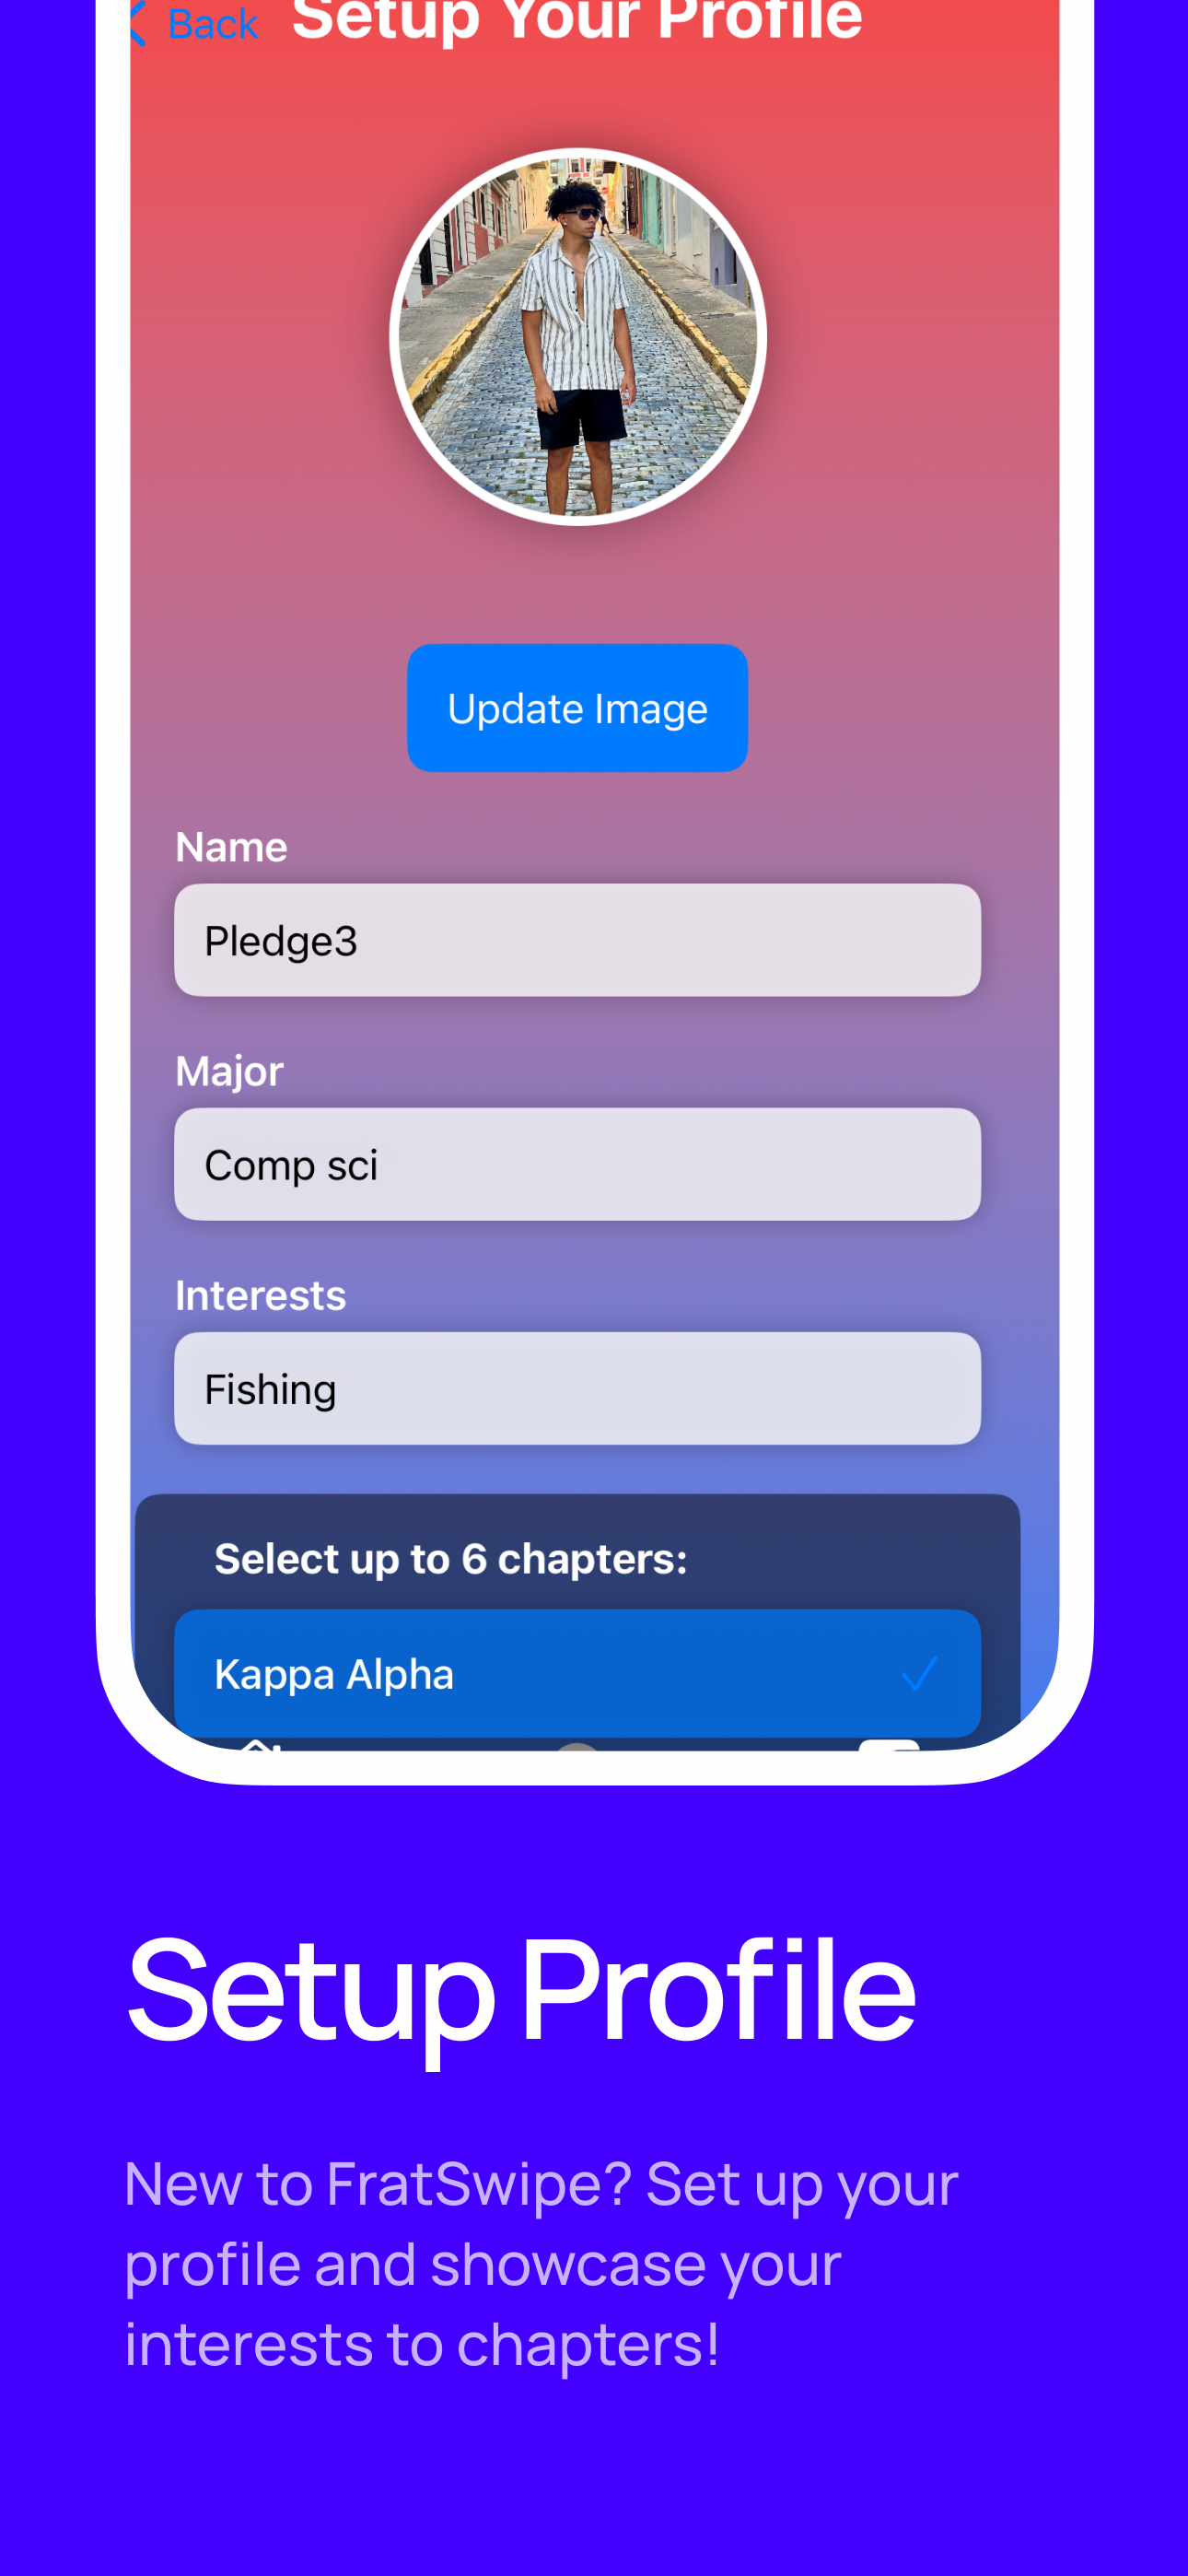 Back
Setup Your Profile
Update Image
Name
Pledge3
Major
Comp sci
Interests
Fishing
Select up to 6 chapters:
Kappa Alpha
Setup Profile
New to FratSwipe? Set up your
profile and showcase your
interests to chapters!